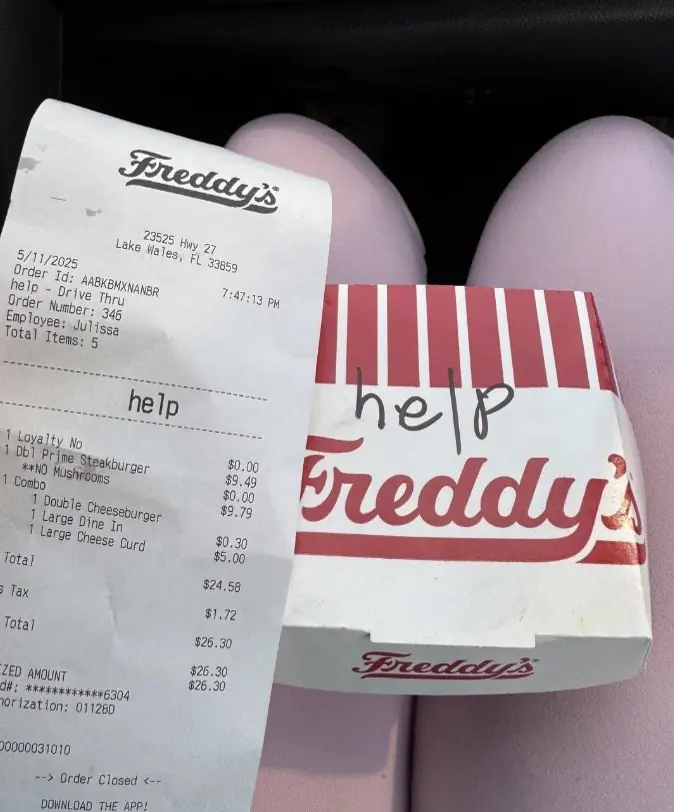 Freddy's
23525 Hwy 27
Lake Wales, FL 33859
5/11/2025 7:47:13 PM
Order Id: AABKBMXNANBR
help - Drive Thru
Order Number: 346
Employee: Julissa
Total Items: 5
help
1 Loyalty No $0.00
1 Dbl Prime Steakburger $9.49
**NO Mushrooms $0.00
1 Combo $9.79
1 Double Cheeseburger
1 Large Dine In $0.30
1 Large Cheese Curd $5.00
Total $24.58
s Tax $1.72
Total $26.30
ZED AMOUNT $26.30
d#: ************6304 $26.30
horization: 01128D
00000031010
--> Order Closed <--
DOWNLOAD THE APP!
help
Freddy's
Freddy's